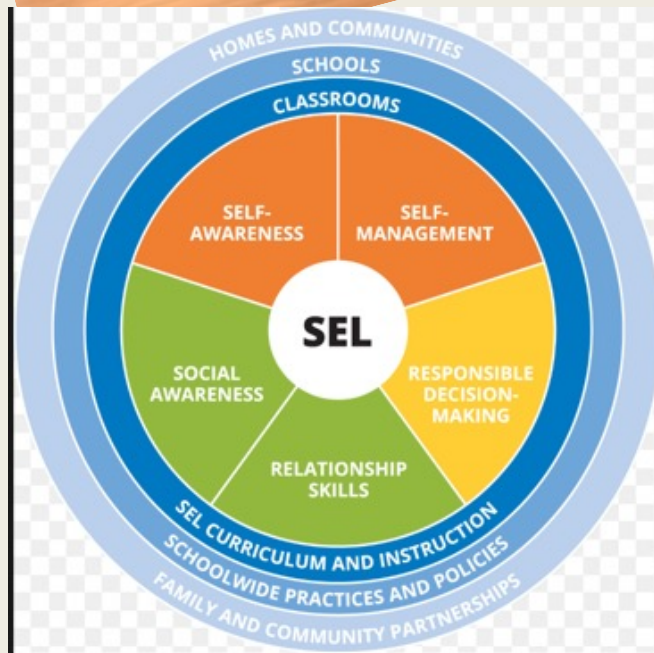 HOMES AND COMMUNITIES
SCHOOLS
CLASSROOMS
SELF-
AWARENESS
SELF-
MANAGEMENT
SEL
SOCIAL
AWARENESS
RESPONSIBLE
DECISION-
MAKING
RELATIONSHIP
SKILLS
SEL CURRICULUM AND INSTRUCTION
SCHOOLWIDE PRACTICES AND POLICIES
FAMILY AND COMMUNITY PARTNERSHIPS